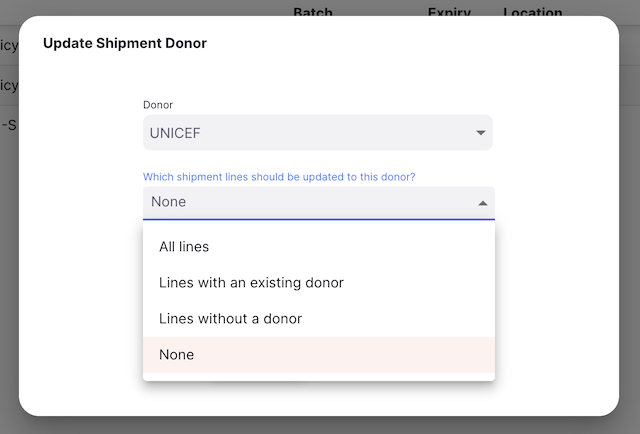 Batch Expiry Location
Update Shipment Donor
icy
icy
-S
Donor
UNICEF
Which shipment lines should be updated to this donor?
None
All lines
Lines with an existing donor
Lines without a donor
None